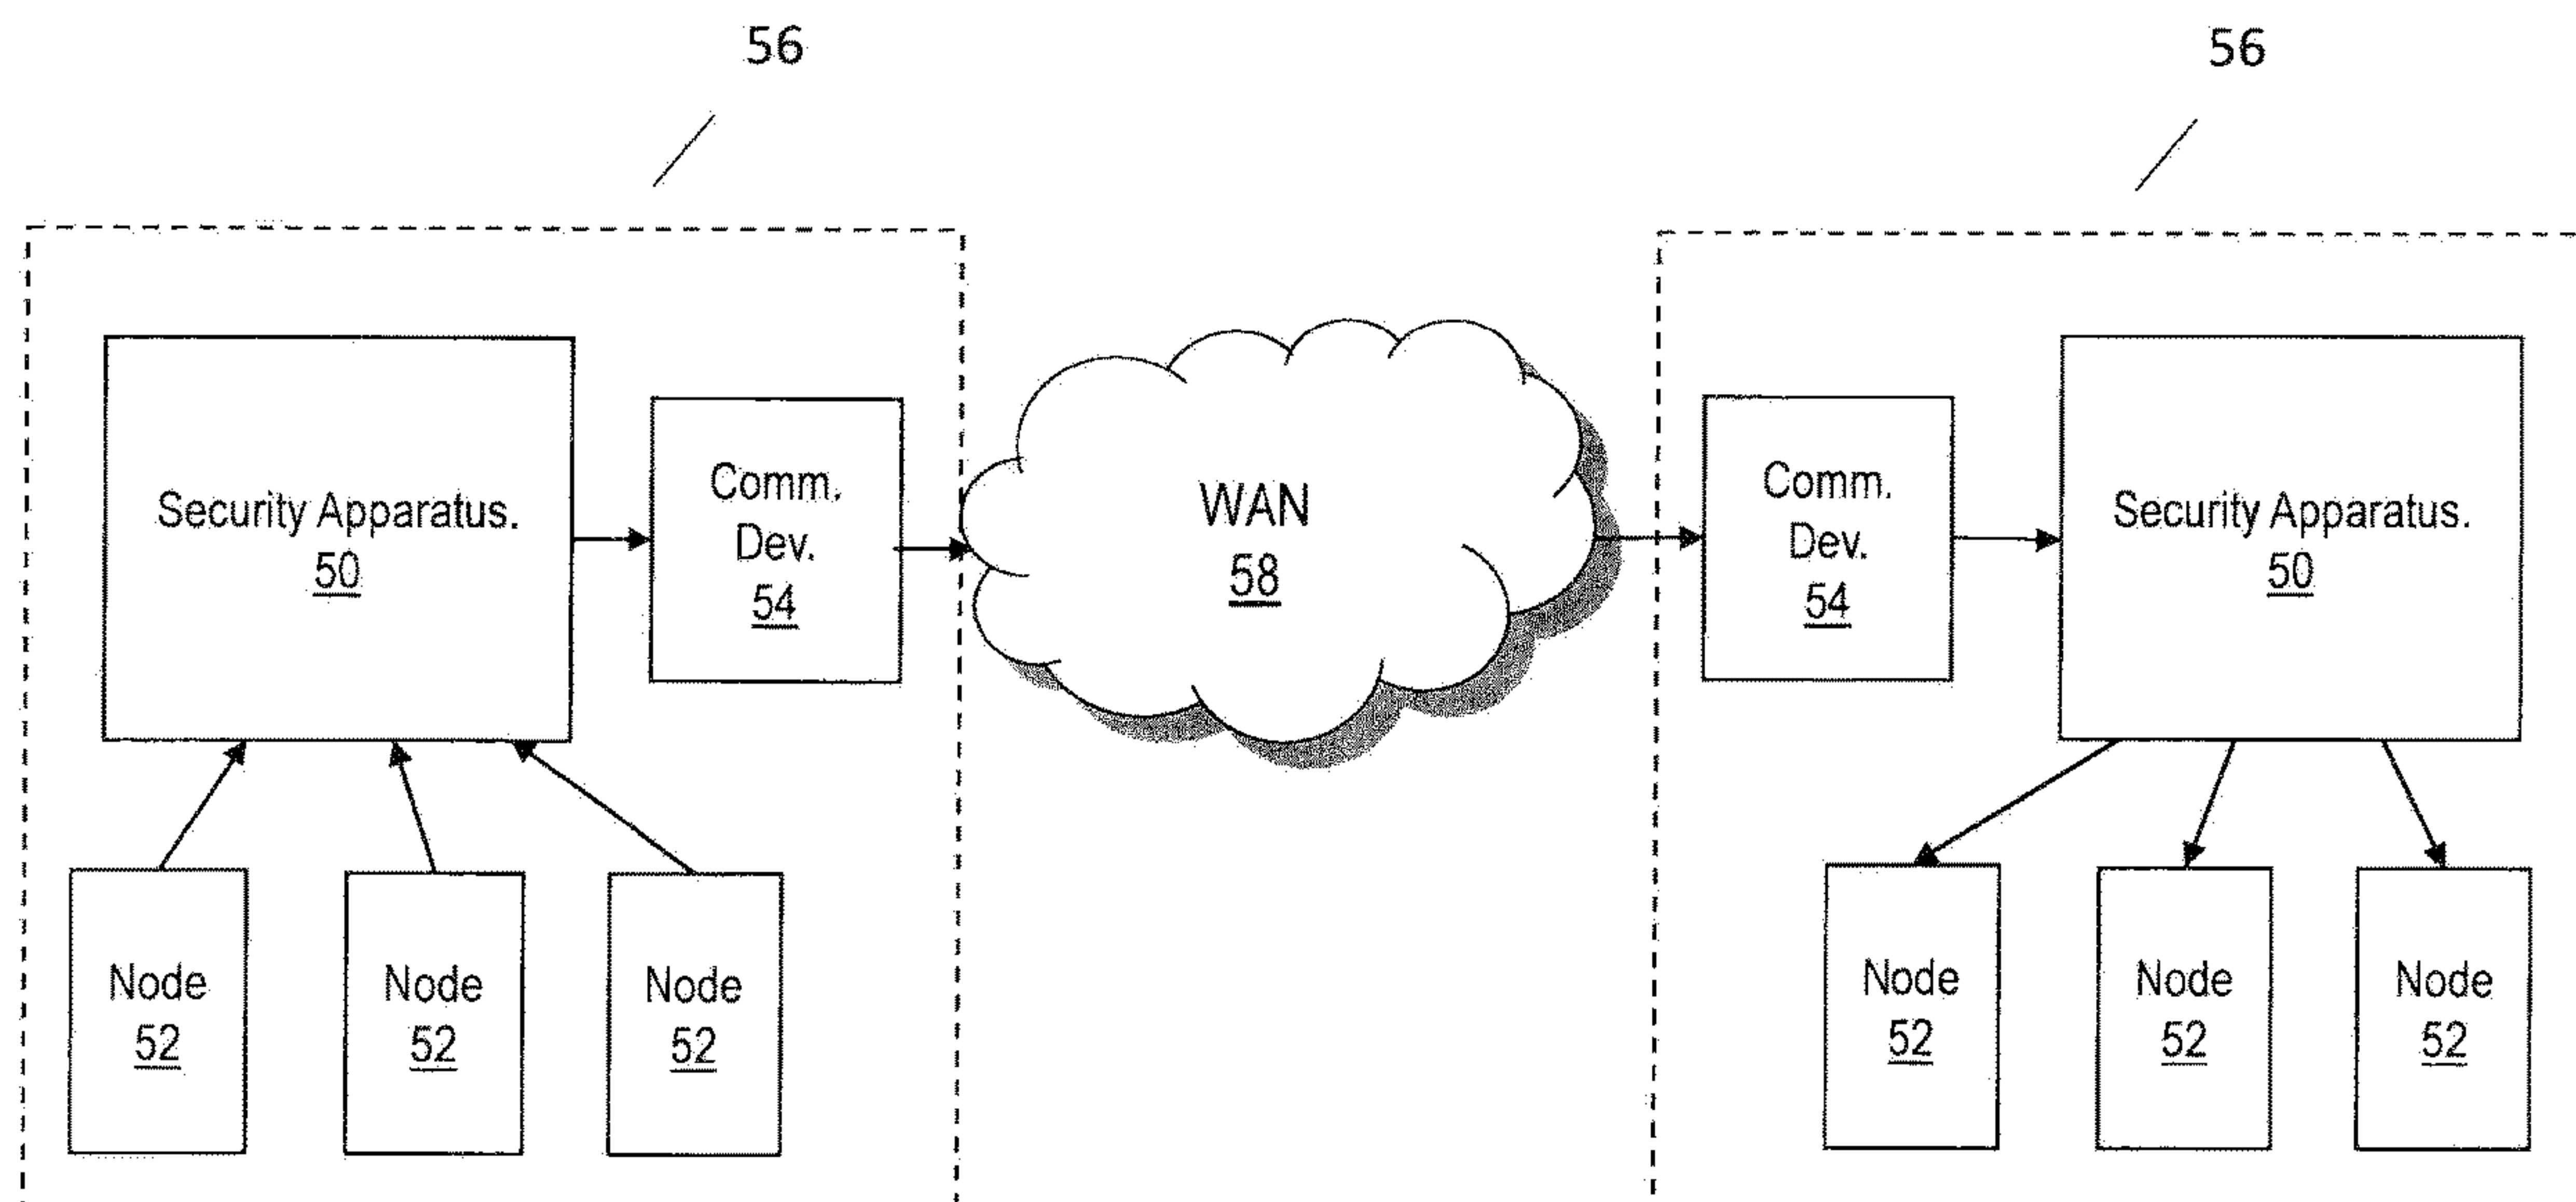 56
56
Security Apparatus.
50
Comm.
Dev.
54
WAN
58
Comm.
Dev.
54
Security Apparatus.
50
Node
52
Node
52
Node
52
Node
52
Node
52
Node
52